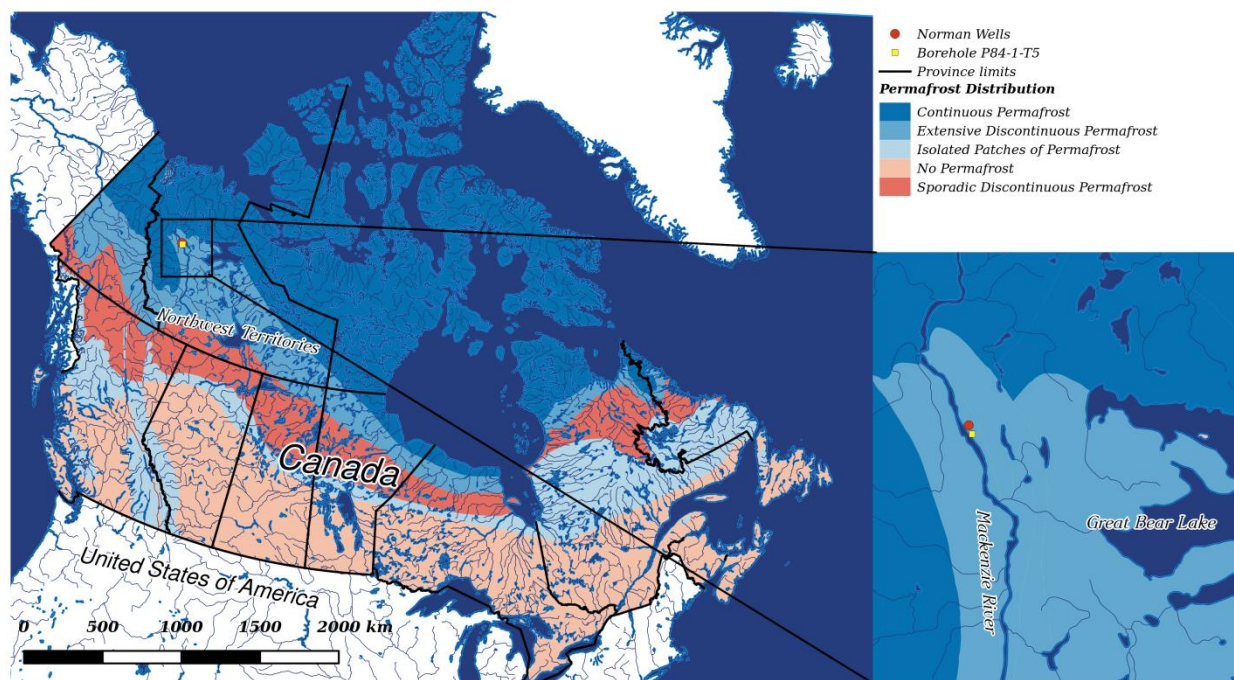 Norman Wells
Borehole P84-1-T5
Province limits
Permafrost Distribution
Continuous Permafrost
Extensive Discontinuous Permafrost
Isolated Patches of Permafrost
No Permafrost
Sporadic Discontinuous Permafrost
Northwest Territories
Canada
United States of America
0 500 1000 1500 2000 km
Great Bear Lake
Mackenzie River